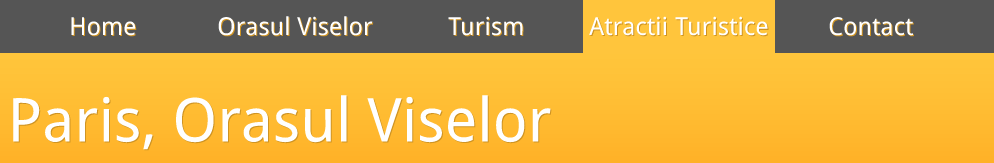 Home Orasul Viselor Turism Atractii Turistice Contact
Paris, Orasul Viselor